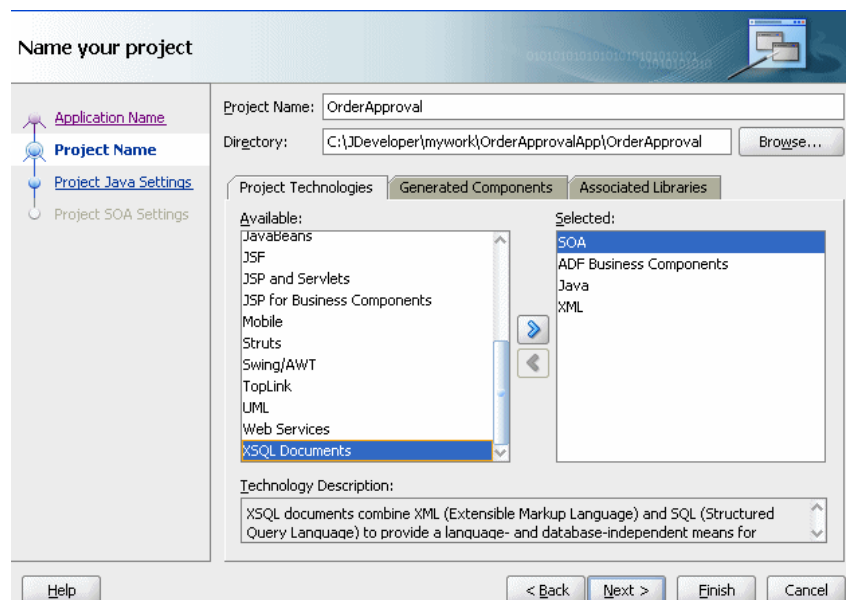 Name your project
Application Name
Project Name
Project Java Settings
Project SOA Settings
Project Name: OrderApproval
Directory: C:\JDeveloper\mywork\OrderApprovalApp\OrderApproval Browse...
Project Technologies Generated Components Associated Libraries
Available:
JavaBeans
JSF
JSP and Servlets
JSP for Business Components
Mobile
Struts
Swing/AWT
TopLink
UML
Web Services
XSQL Documents
Selected:
SOA
ADF Business Components
Java
XML
Technology Description:
XSQL documents combine XML (Extensible Markup Language) and SQL (Structured
Query Language) to provide a language- and database-independent means for
Help < Back Next > Finish Cancel